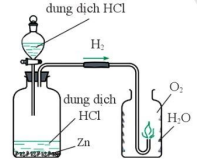 dung dịch HCl
H₂
O₂
dung dịch
HCl
H₂O
Zn